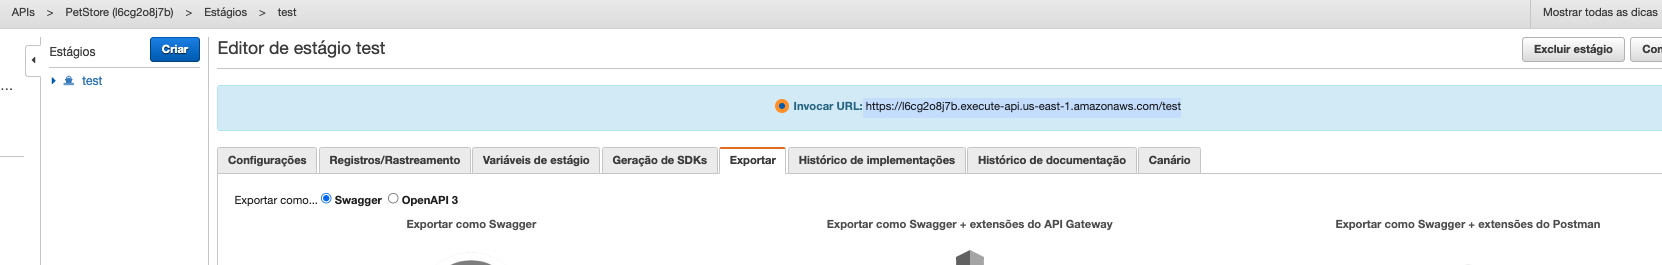 APIs > PetStore (l6cg2o8j7b) > Estágios > test
Mostrar todas as dicas
Estágios
Criar
test
...
Editor de estágio test
Excluir estágio
Invocar URL: https://l6cg2o8j7b.execute-api.us-east-1.amazonaws.com/test
Configurações
Registros/Rastreamento
Variáveis de estágio
Geração de SDKs
Exportar
Histórico de implementações
Histórico de documentação
Canário
Exportar como... Swagger OpenAPI 3
Exportar como Swagger
Exportar como Swagger + extensões do API Gateway
Exportar como Swagger + extensões do Postman